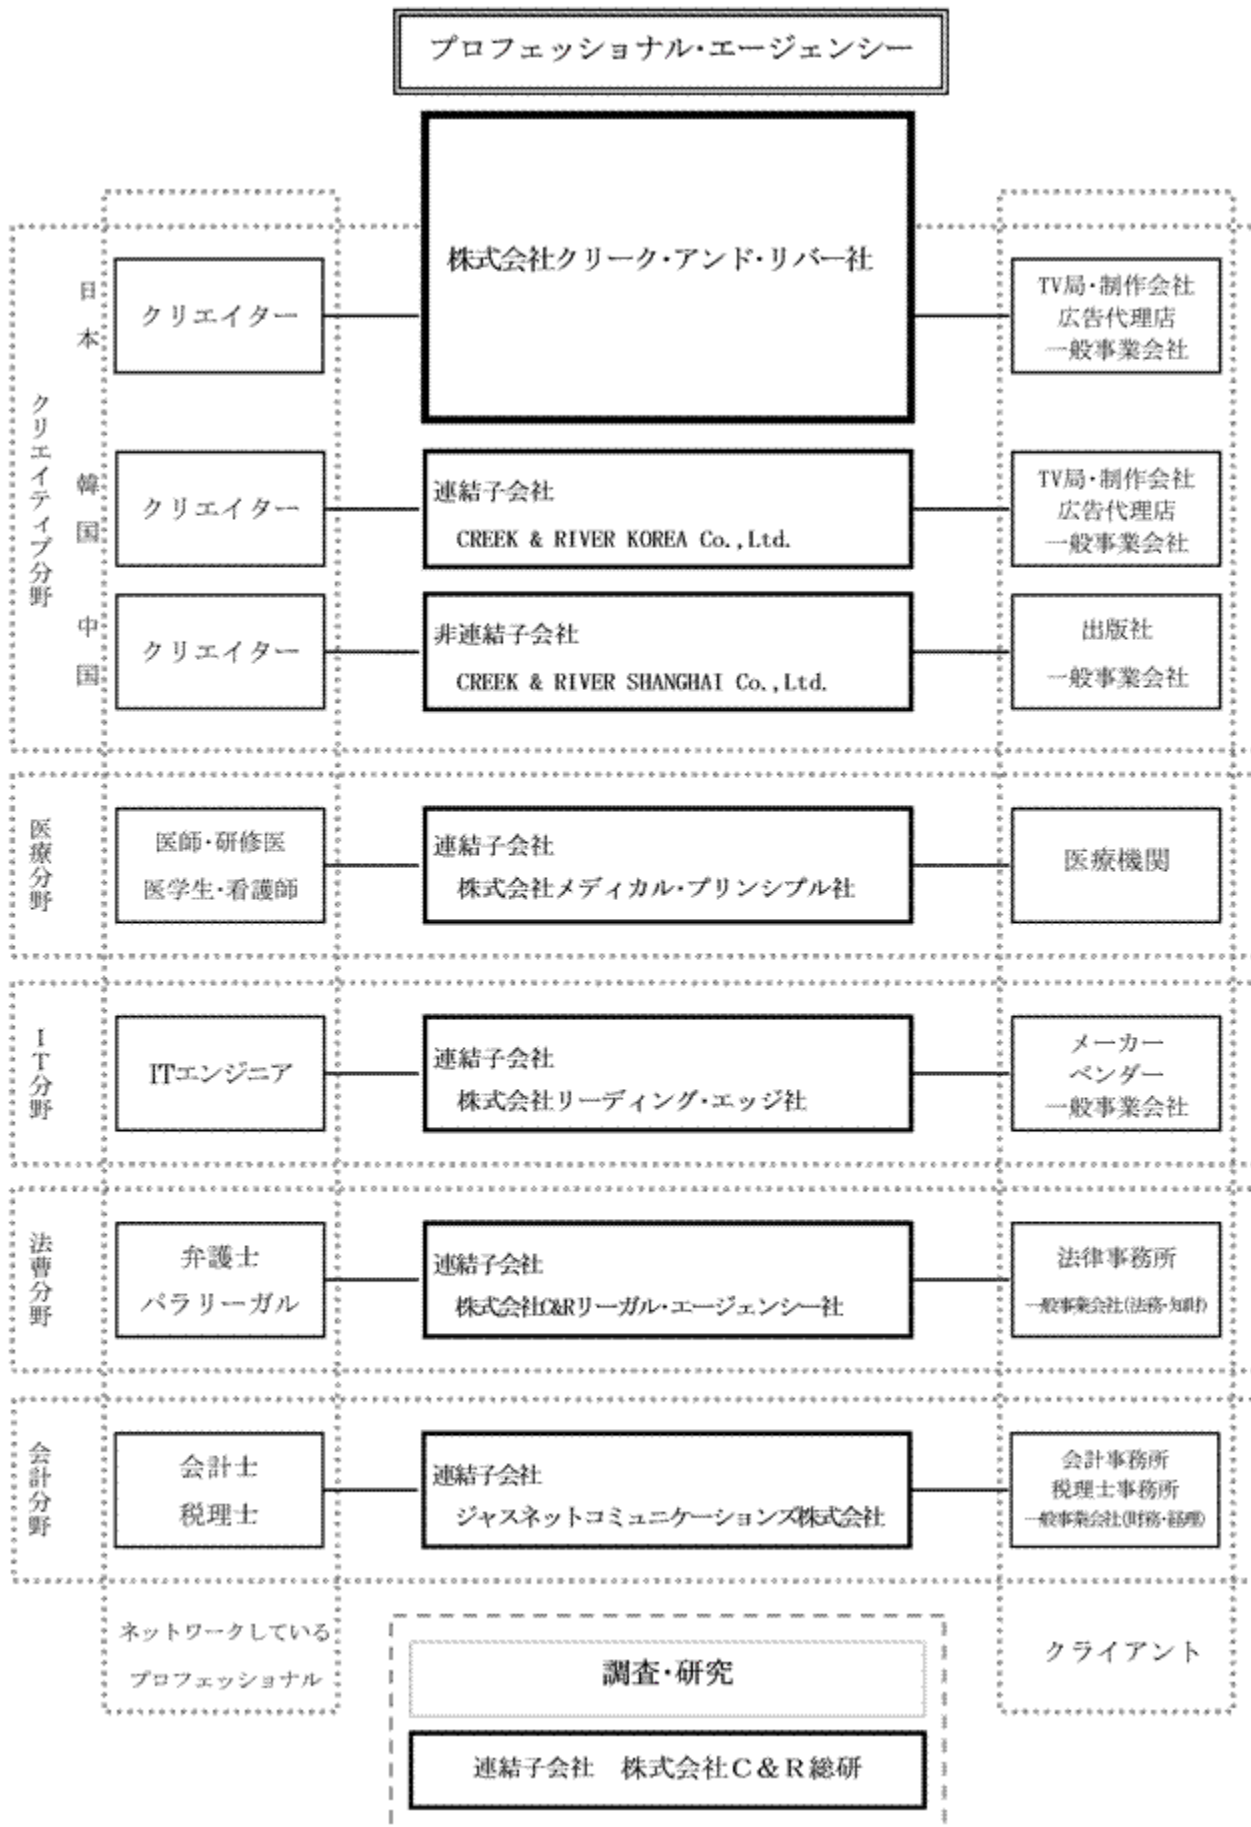 プロフェッショナル・エージェンシー
株式会社クリーク・アンド・リバー社
クリエイティブ分野
日本
クリエイター
TV局・制作会社
広告代理店
一般事業会社
韓国
クリエイター
連結子会社
CREEK & RIVER KOREA Co.,Ltd.
TV局・制作会社
広告代理店
一般事業会社
中国
クリエイター
非連結子会社
CREEK & RIVER SHANGHAI Co.,Ltd.
出版社
一般事業会社
医療分野
医師・研修医
医学生・看護師
連結子会社
株式会社メディカル・プリンシプル社
医療機関
IT分野
ITエンジニア
連結子会社
株式会社リーディング・エッジ社
メーカー
ベンダー
一般事業会社
法曹分野
弁護士
パラリーガル
連結子会社
株式会社C&Rリーガル・エージェンシー社
法律事務所
一般事業会社(法務・知財)
会計分野
会計士
税理士
連結子会社
ジャスネットコミュニケーションズ株式会社
会計事務所
税理士事務所
一般事業会社(財務・経理)
ネットワークしている
プロフェッショナル
クライアント
調査・研究
連結子会社　株式会社C＆R総研